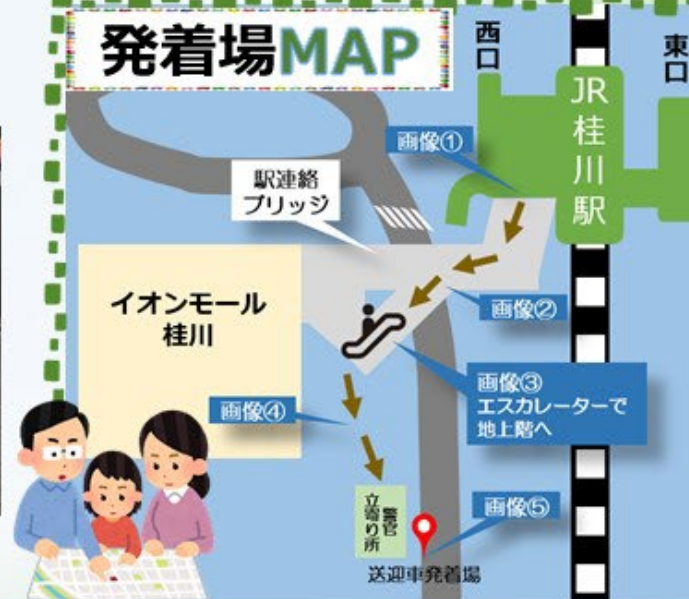 発着場MAP
西口
東口
JR桂川駅
画像①
駅連絡
ブリッジ
イオンモール
桂川
画像②
画像③
エスカレーターで
地上階へ
画像④
警官
立寄り所
画像⑤
送迎車発着場